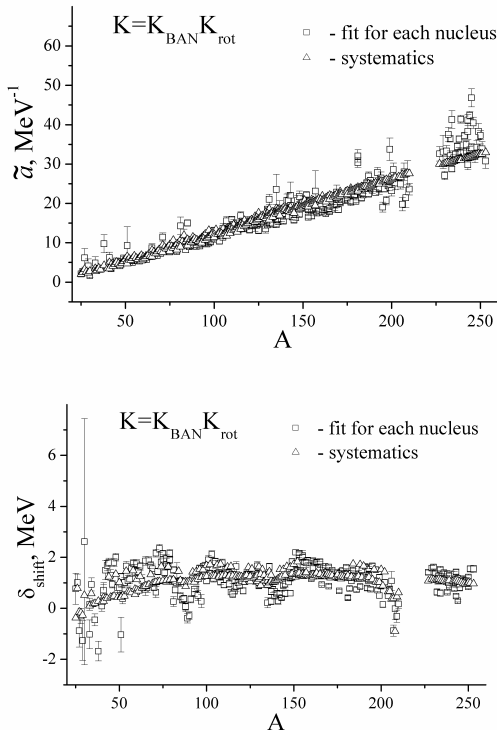 K=K_BAN K_rot
□ - fit for each nucleus
△ - systematics
ã, MeV⁻¹
60
50
40
30
20
10
0
50 100 150 200 250
A
K=K_BAN K_rot
□ - fit for each nucleus
△ - systematics
δ_shift, MeV
6
4
2
0
-2
50 100 150 200 250
A